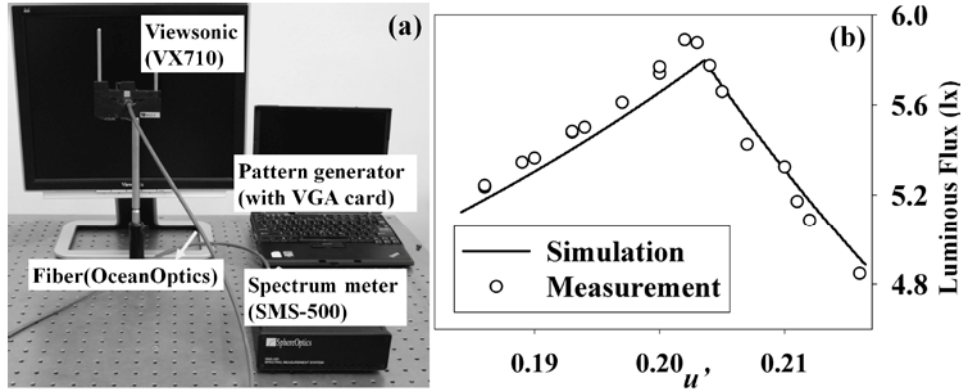 Viewsonic
(VX710)
(a)
Pattern generator
(with VGA card)
Fiber(OceanOptics)
Spectrum meter
(SMS-500)
SphereOptics
(b)
6.0
5.6
5.2
4.8
Luminous Flux (lx)
Simulation
Measurement
0.19
0.20
0.21
u'